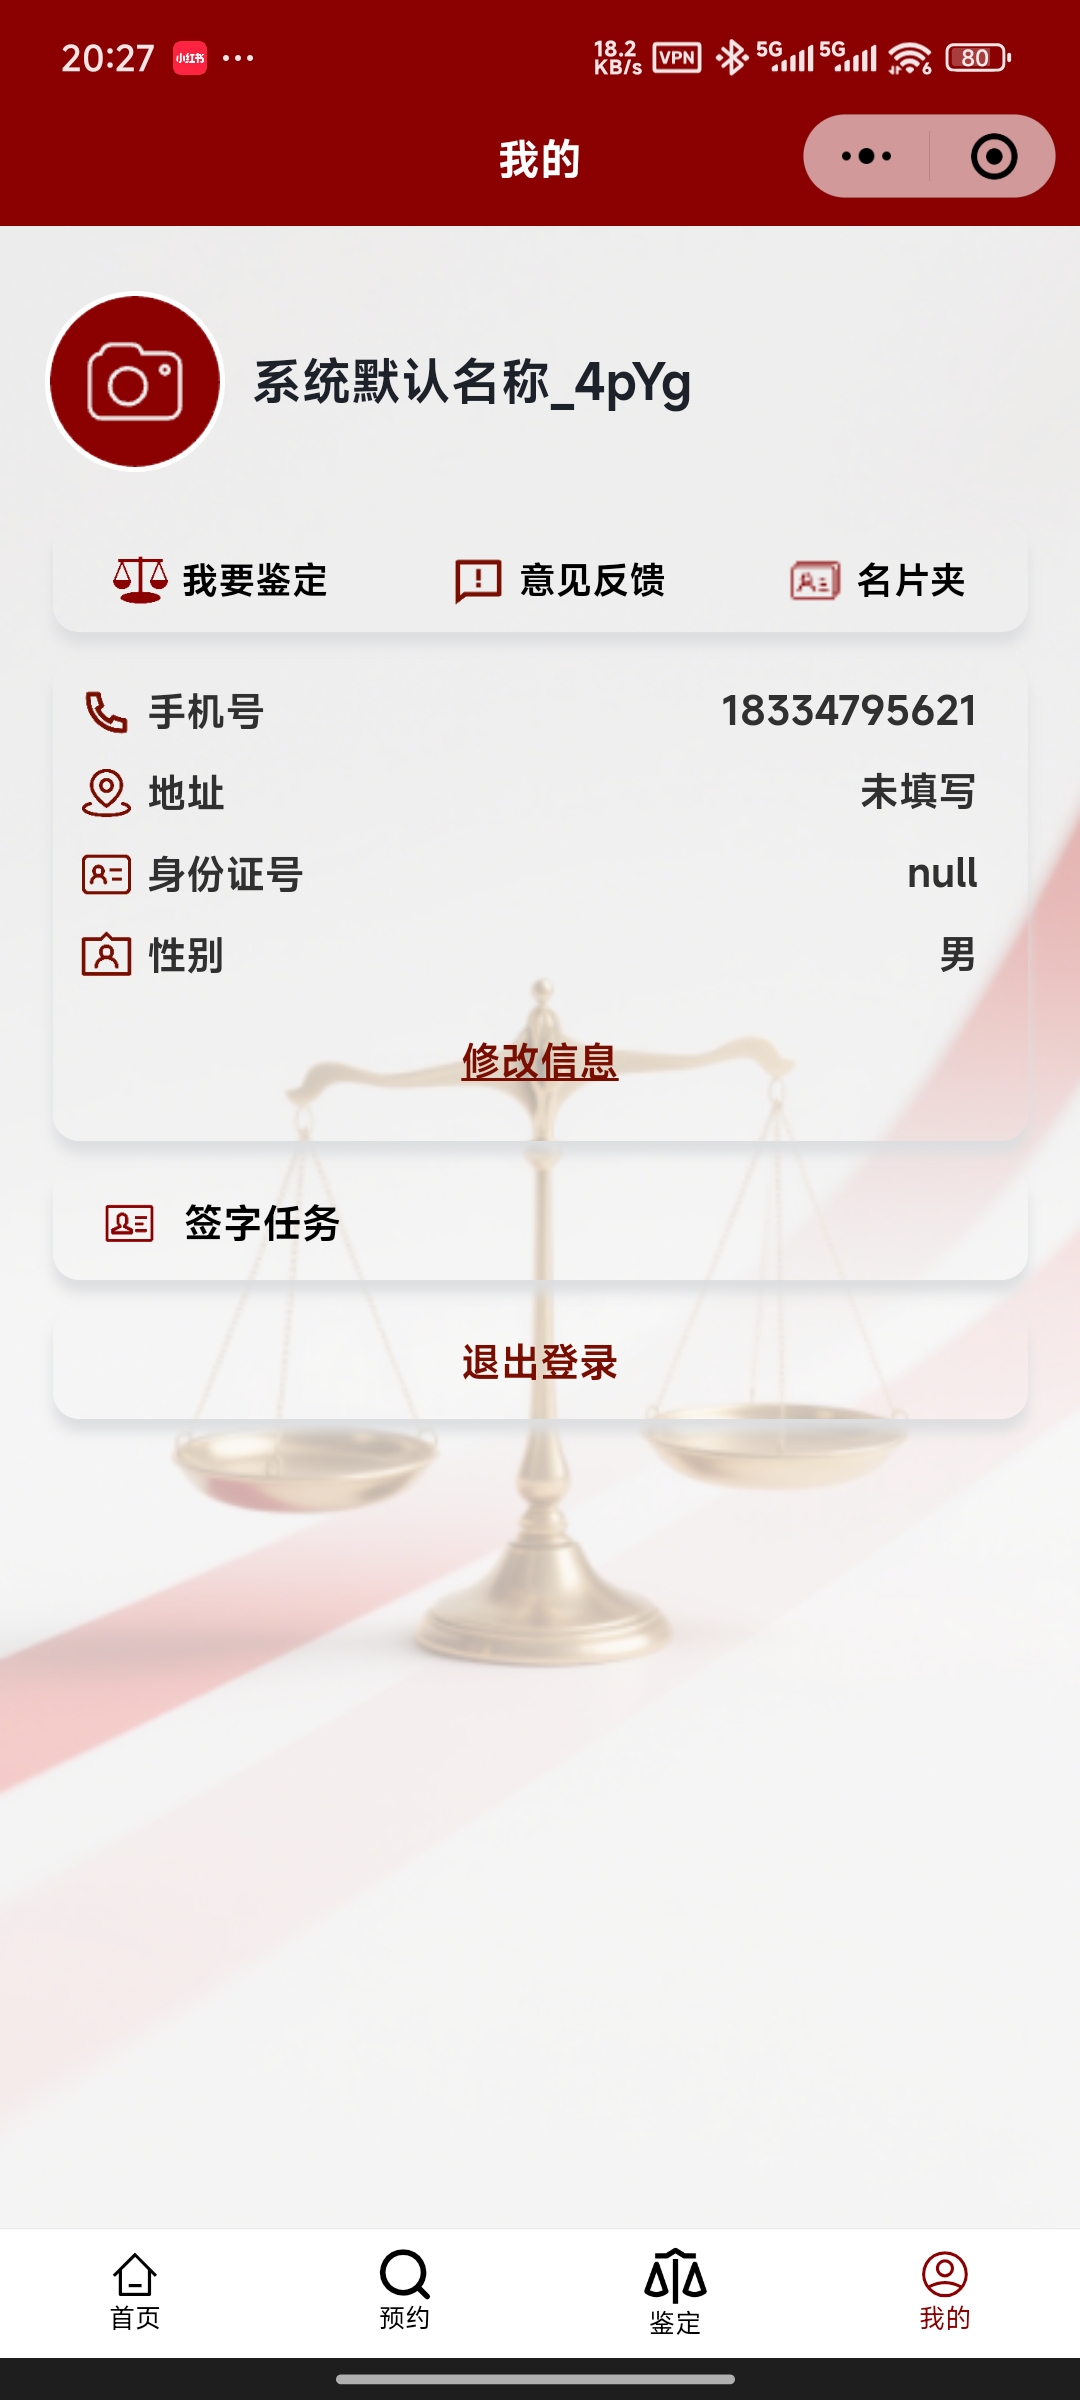 20:27 小红书 ··· 18.2 KB/s VPN 5G 5G 6 80
我的
系统默认名称_4pYg
我要鉴定 意见反馈 名片夹
手机号 18334795621
地址 未填写
身份证号 null
性别 男
修改信息
签字任务
退出登录
首页 预约 鉴定 我的